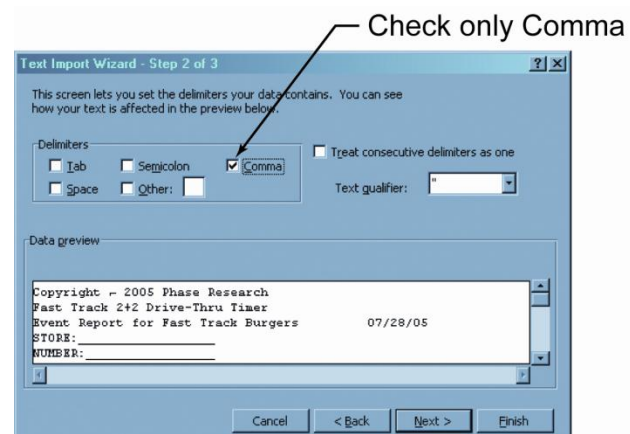 Check only Comma
Text Import Wizard - Step 2 of 3
This screen lets you set the delimiters your data contains. You can see
how your text is affected in the preview below.
Delimiters
Tab Semicolon Comma
Space Other:
Treat consecutive delimiters as one
Text qualifier: "
Data preview
Copyright ⌐ 2005 Phase Research
Fast Track 2+2 Drive-Thru Timer
Event Report for Fast Track Burgers 07/28/05
STORE:____________________
NUMBER:___________________
Cancel < Back Next > Finish